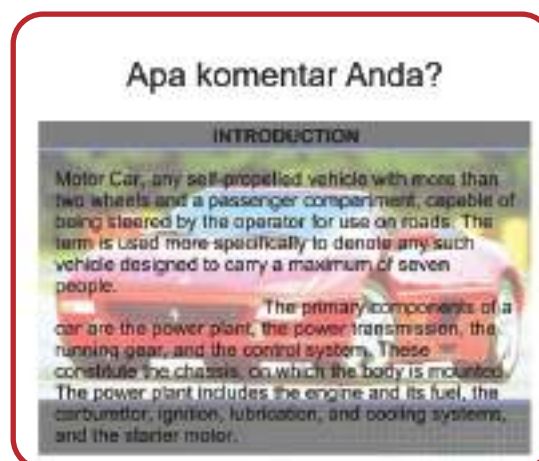 Apa komentar Anda?
INTRODUCTION
Motor Car, any self-propelled vehicle with more than
two wheels and a passenger compartment, capable of
being steered by the operator for use on roads. The
term is used more specifically to denote any such
vehicle designed to carry a maximum of seven
people.
The primary components of a
car are the power plant, the power transmission, the
running gear, and the control system. These
constitute the chassis, on which the body is mounted.
The power plant includes the engine and its fuel, the
carburettor, ignition, lubrication, and cooling systems,
and the starter motor.